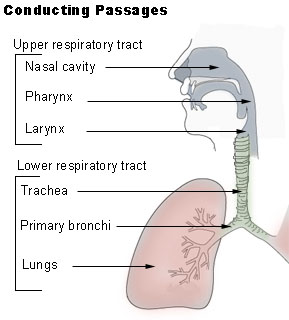 Conducting Passages
Upper respiratory tract
Nasal cavity
Pharynx
Larynx
Lower respiratory tract
Trachea
Primary bronchi
Lungs